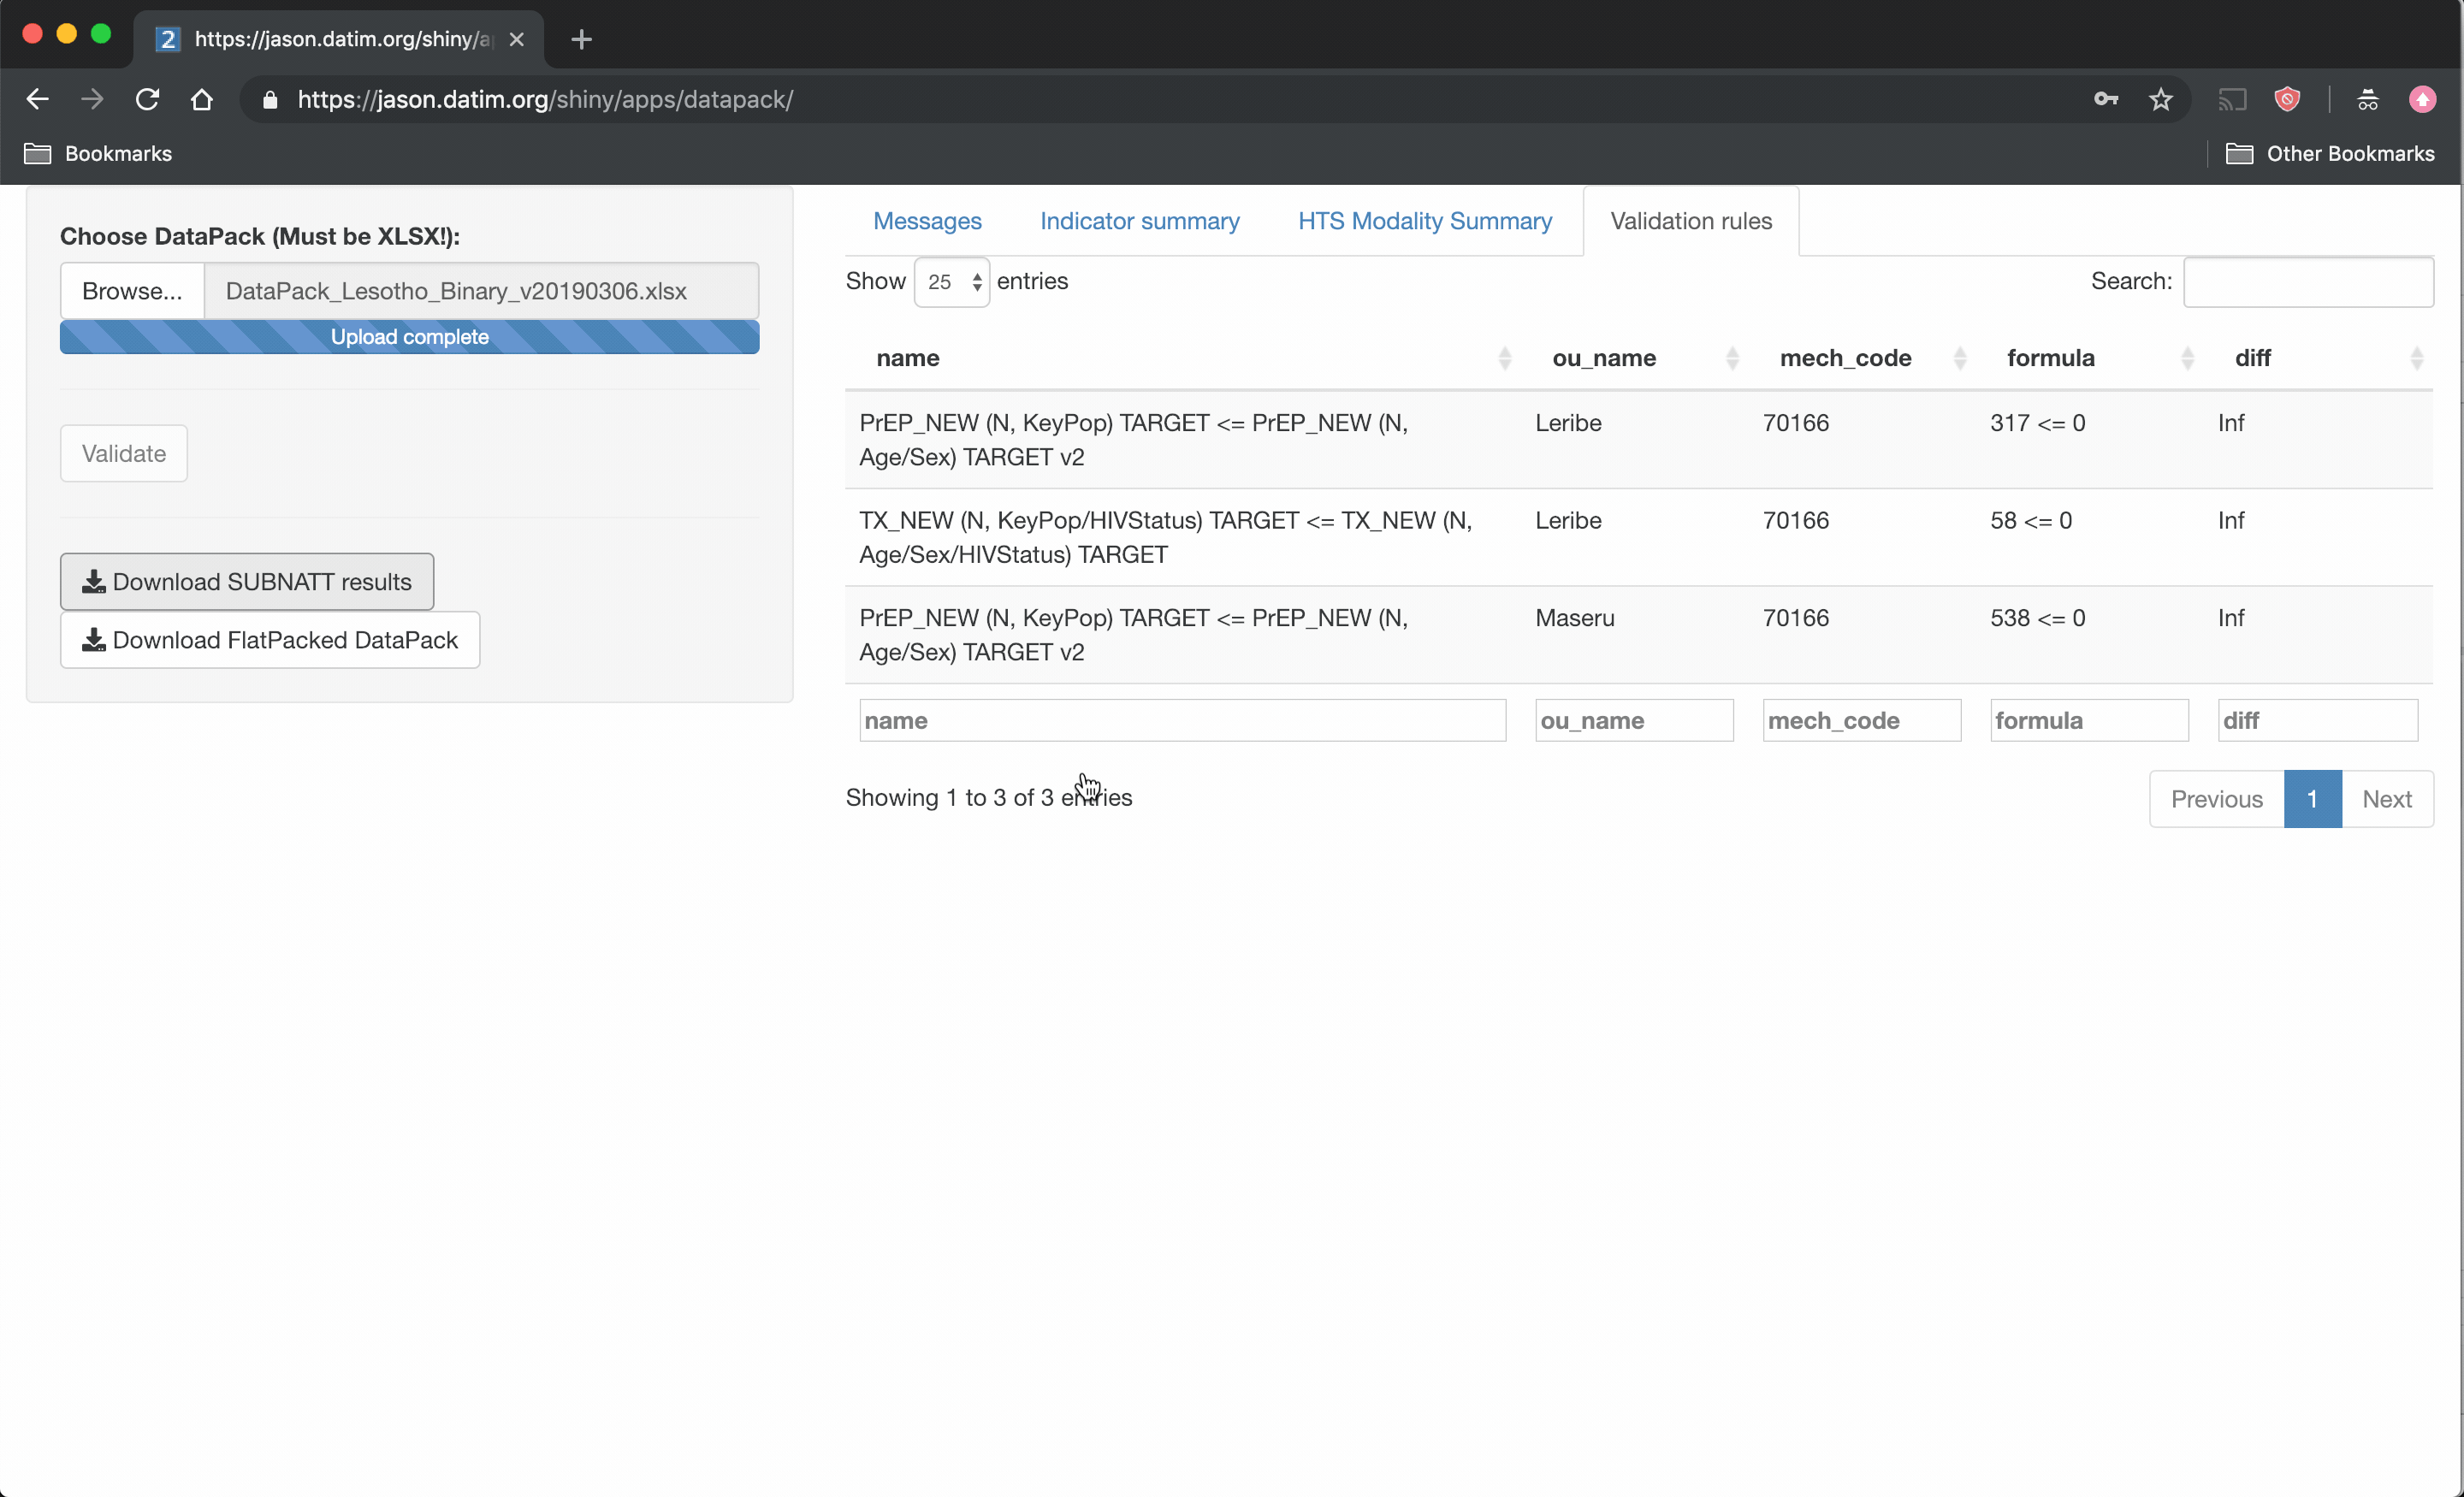 https://jason.datim.org/shiny/a
https://jason.datim.org/shiny/apps/datapack/
Bookmarks
Other Bookmarks
Choose DataPack (Must be XLSX!):
Browse... DataPack_Lesotho_Binary_v20190306.xlsx
Upload complete
Validate
Download SUBNATT results
Download FlatPacked DataPack
Messages Indicator summary HTS Modality Summary Validation rules
Show 25 entries Search:
name ou_name mech_code formula diff
PrEP_NEW (N, KeyPop) TARGET <= PrEP_NEW (N, Leribe 70166 317 <= 0 Inf
Age/Sex) TARGET v2
TX_NEW (N, KeyPop/HIVStatus) TARGET <= TX_NEW (N, Leribe 70166 58 <= 0 Inf
Age/Sex/HIVStatus) TARGET
PrEP_NEW (N, KeyPop) TARGET <= PrEP_NEW (N, Maseru 70166 538 <= 0 Inf
Age/Sex) TARGET v2
name ou_name mech_code formula diff
Showing 1 to 3 of 3 entries Previous 1 Next